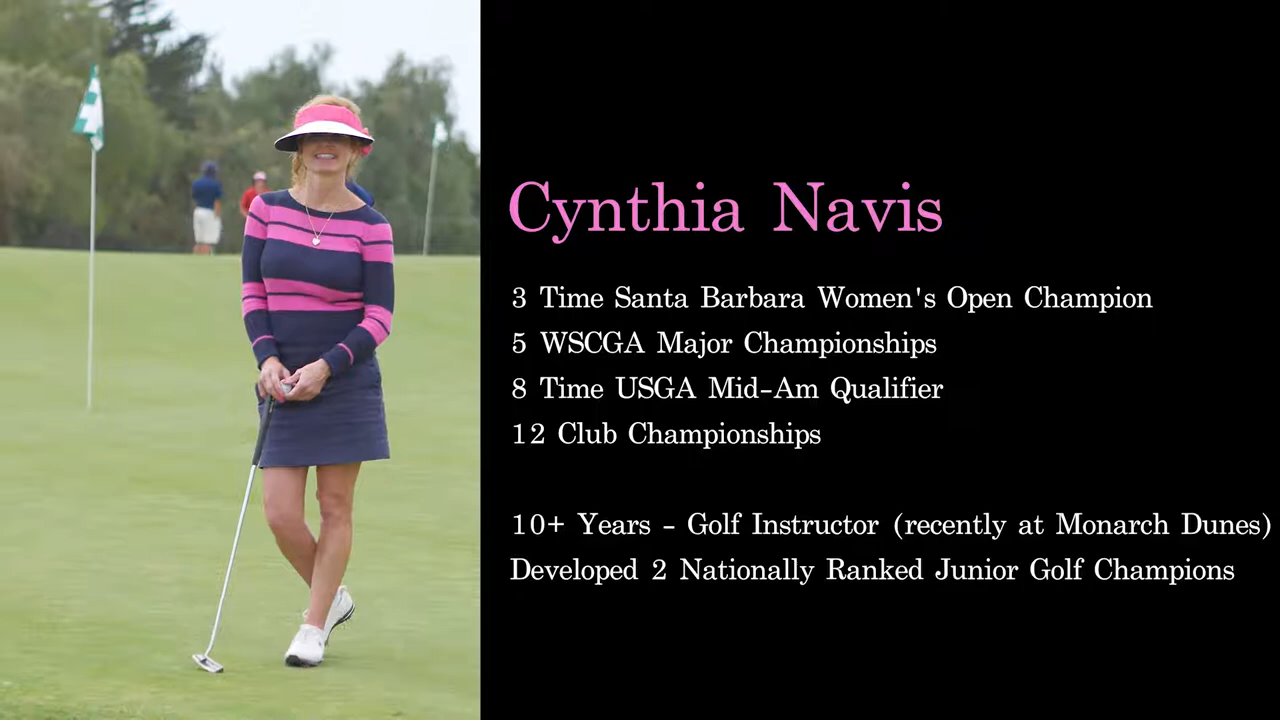 Cynthia Navis
3 Time Santa Barbara Women's Open Champion
5 WSCGA Major Championships
8 Time USGA Mid-Am Qualifier
12 Club Championships
10+ Years - Golf Instructor (recently at Monarch Dunes)
Developed 2 Nationally Ranked Junior Golf Champions